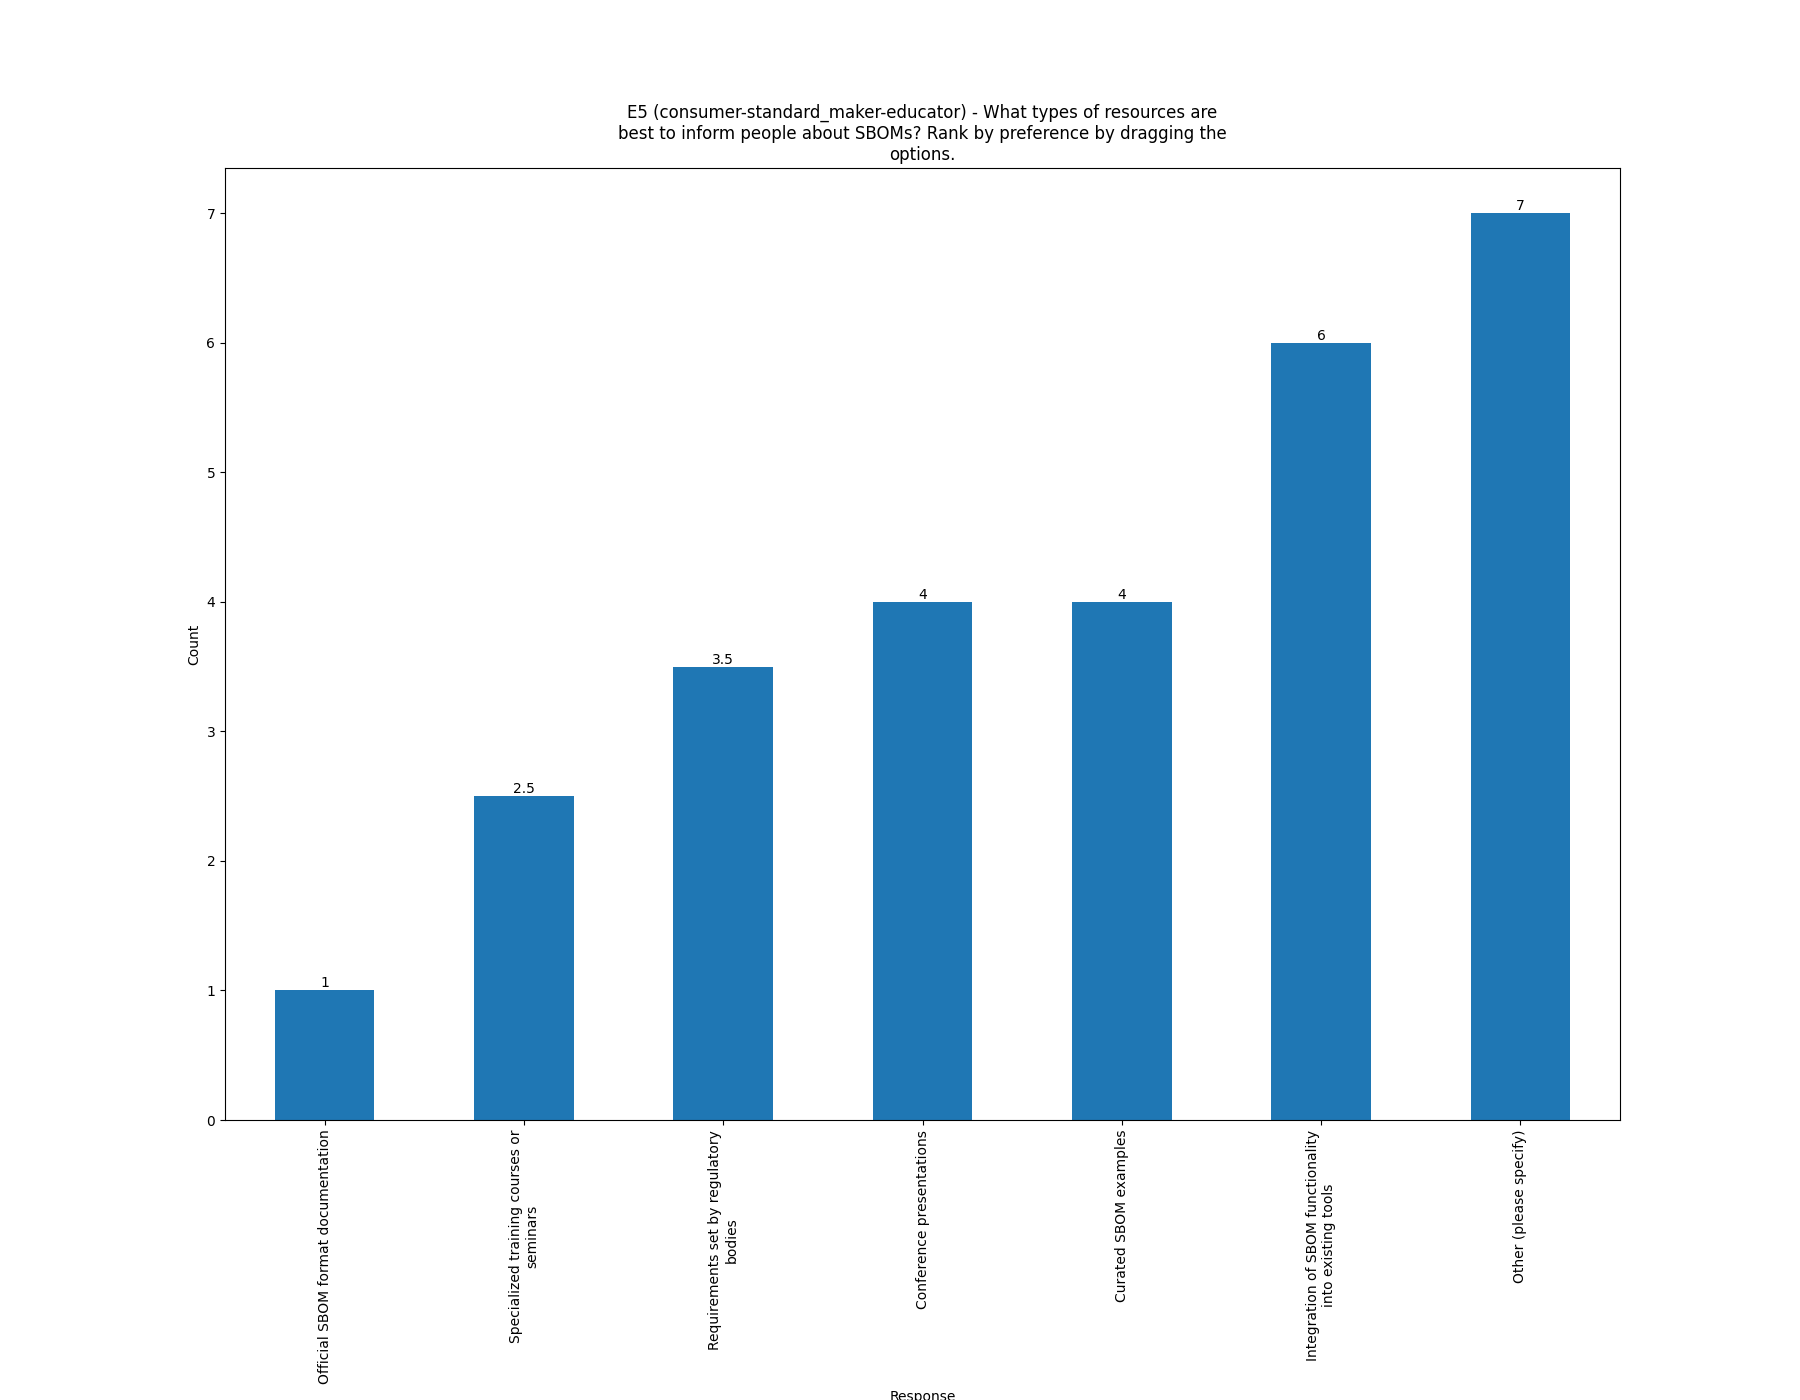 E5 (consumer-standard_maker-educator) - What types of resources are
best to inform people about SBOMs? Rank by preference by dragging the
options.
7
6
5
4
3
2
1
0
Count
1
2.5
3.5
4
4
6
7
Official SBOM format documentation
Specialized training courses or
seminars
Requirements set by regulatory
bodies
Conference presentations
Curated SBOM examples
Integration of SBOM functionality
into existing tools
Other (please specify)
Response